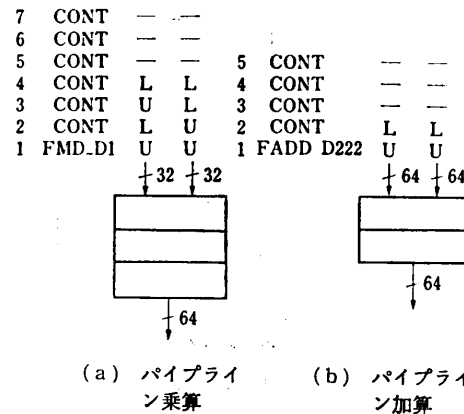 7 CONT — —
6 CONT — —
5 CONT — —
4 CONT L L
3 CONT U L
2 CONT L U
1 FMD_D1 U U
32 32
64
(a) パイプライ
ン乗算
5 CONT — —
4 CONT — —
3 CONT — —
2 CONT L L
1 FADD D222 U U
64 64
64
(b) パイプライ
ン加算